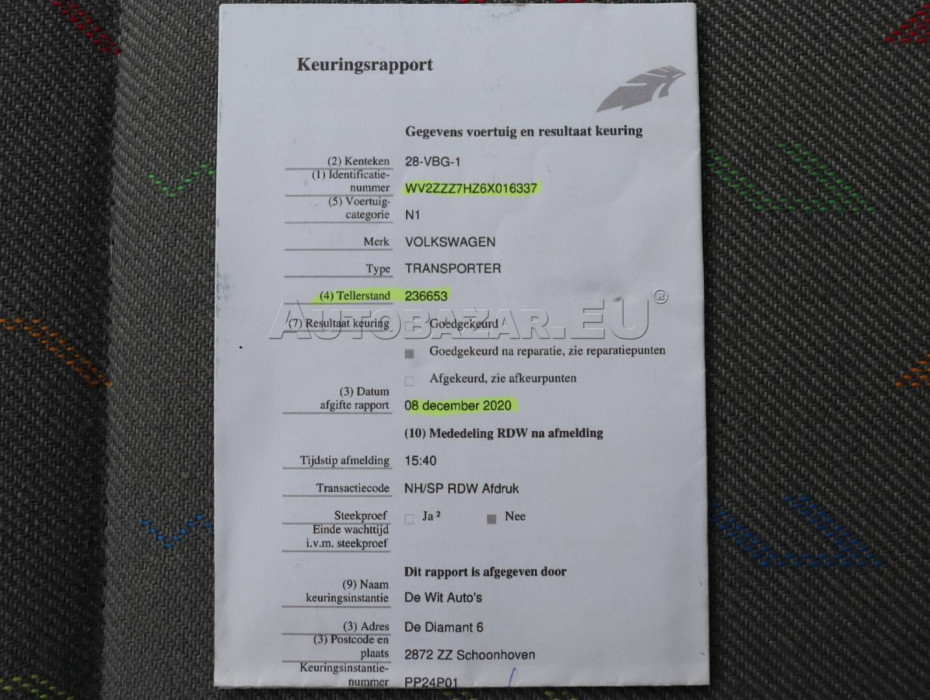 Keuringsrapport
Gegevens voertuig en resultaat keuring
(2) Kenteken 28-VBG-1
(1) Identificatie-
nummer WV2ZZZ7HZ6X016337
(5) Voertuig-
categorie N1
Merk VOLKSWAGEN
Type TRANSPORTER
(4) Tellerstand 236653
AUTOBAZAR.EU®
(7) Resultaat keuring Goedgekeurd
Goedgekeurd na reparatie, zie reparatiepunten
Afgekeurd, zie afkeurpunten
(3) Datum
afgifte rapport 08 december 2020
(10) Mededeling RDW na afmelding
Tijdstip afmelding 15:40
Transactiecode NH/SP RDW Afdruk
Steekproef Ja ² Nee
Einde wachttijd
i.v.m. steekproef
Dit rapport is afgegeven door
(9) Naam
keuringsinstantie De Wit Auto's
(3) Adres De Diamant 6
(3) Postcode en
plaats 2872 ZZ Schoonhoven
Keuringsinstantie-
nummer PP24P01